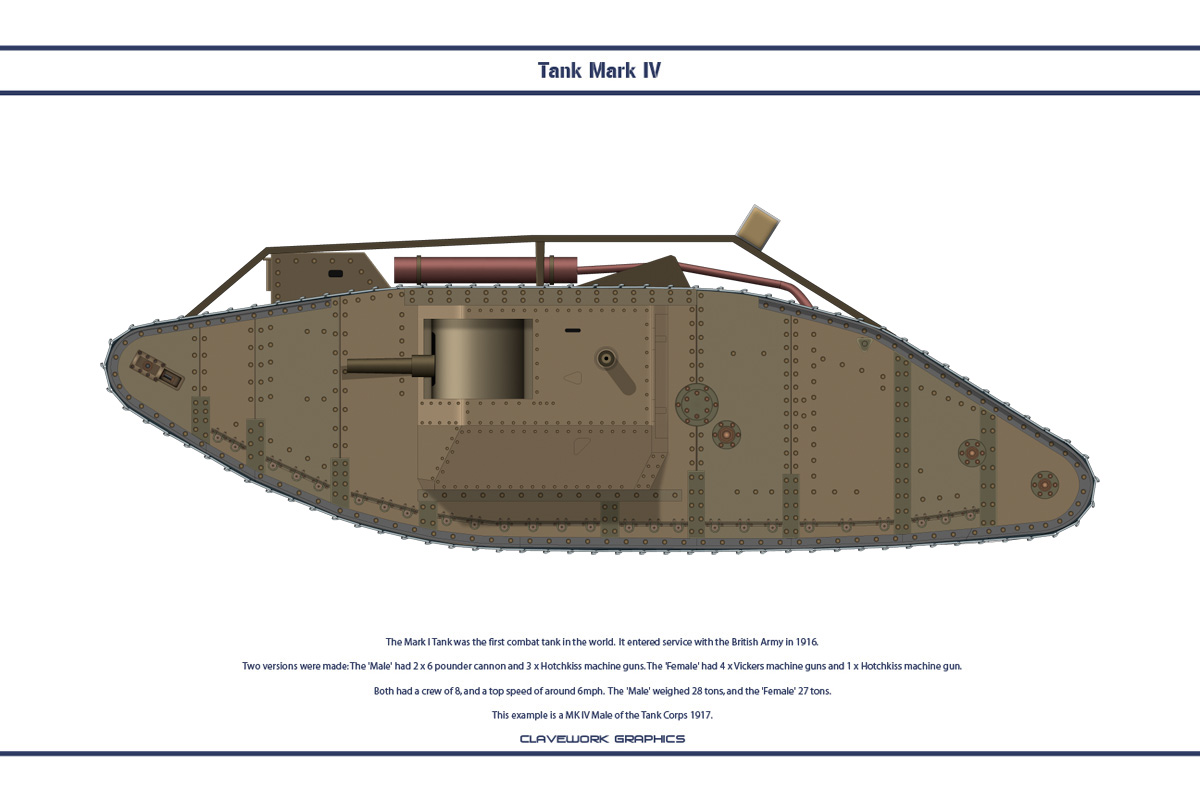 Tank Mark IV
The Mark I Tank was the first combat tank in the world. It entered service with the British Army in 1916.
Two versions were made: The 'Male' had 2 x 6 pounder cannon and 3 x Hotchkiss machine guns. The 'Female' had 4 x Vickers machine guns and 1 x Hotchkiss machine gun.
Both had a crew of 8, and a top speed of around 6mph. The 'Male' weighed 28 tons, and the 'Female' 27 tons.
This example is a MK IV Male of the Tank Corps 1917.
CLAVEWORK GRAPHICS